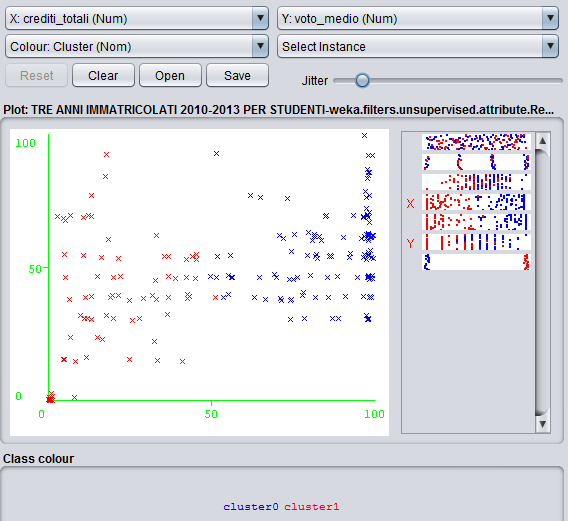 X: crediti_totali (Num) Y: voto_medio (Num)
Colour: Cluster (Nom) Select Instance
Reset Clear Open Save Jitter
Plot: TRE ANNI IMMATRICOLATI 2010-2013 PER STUDENTI-weka.filters.unsupervised.attribute.Re...
100
50
0
0 50 100
X
Y
Class colour
cluster0 cluster1